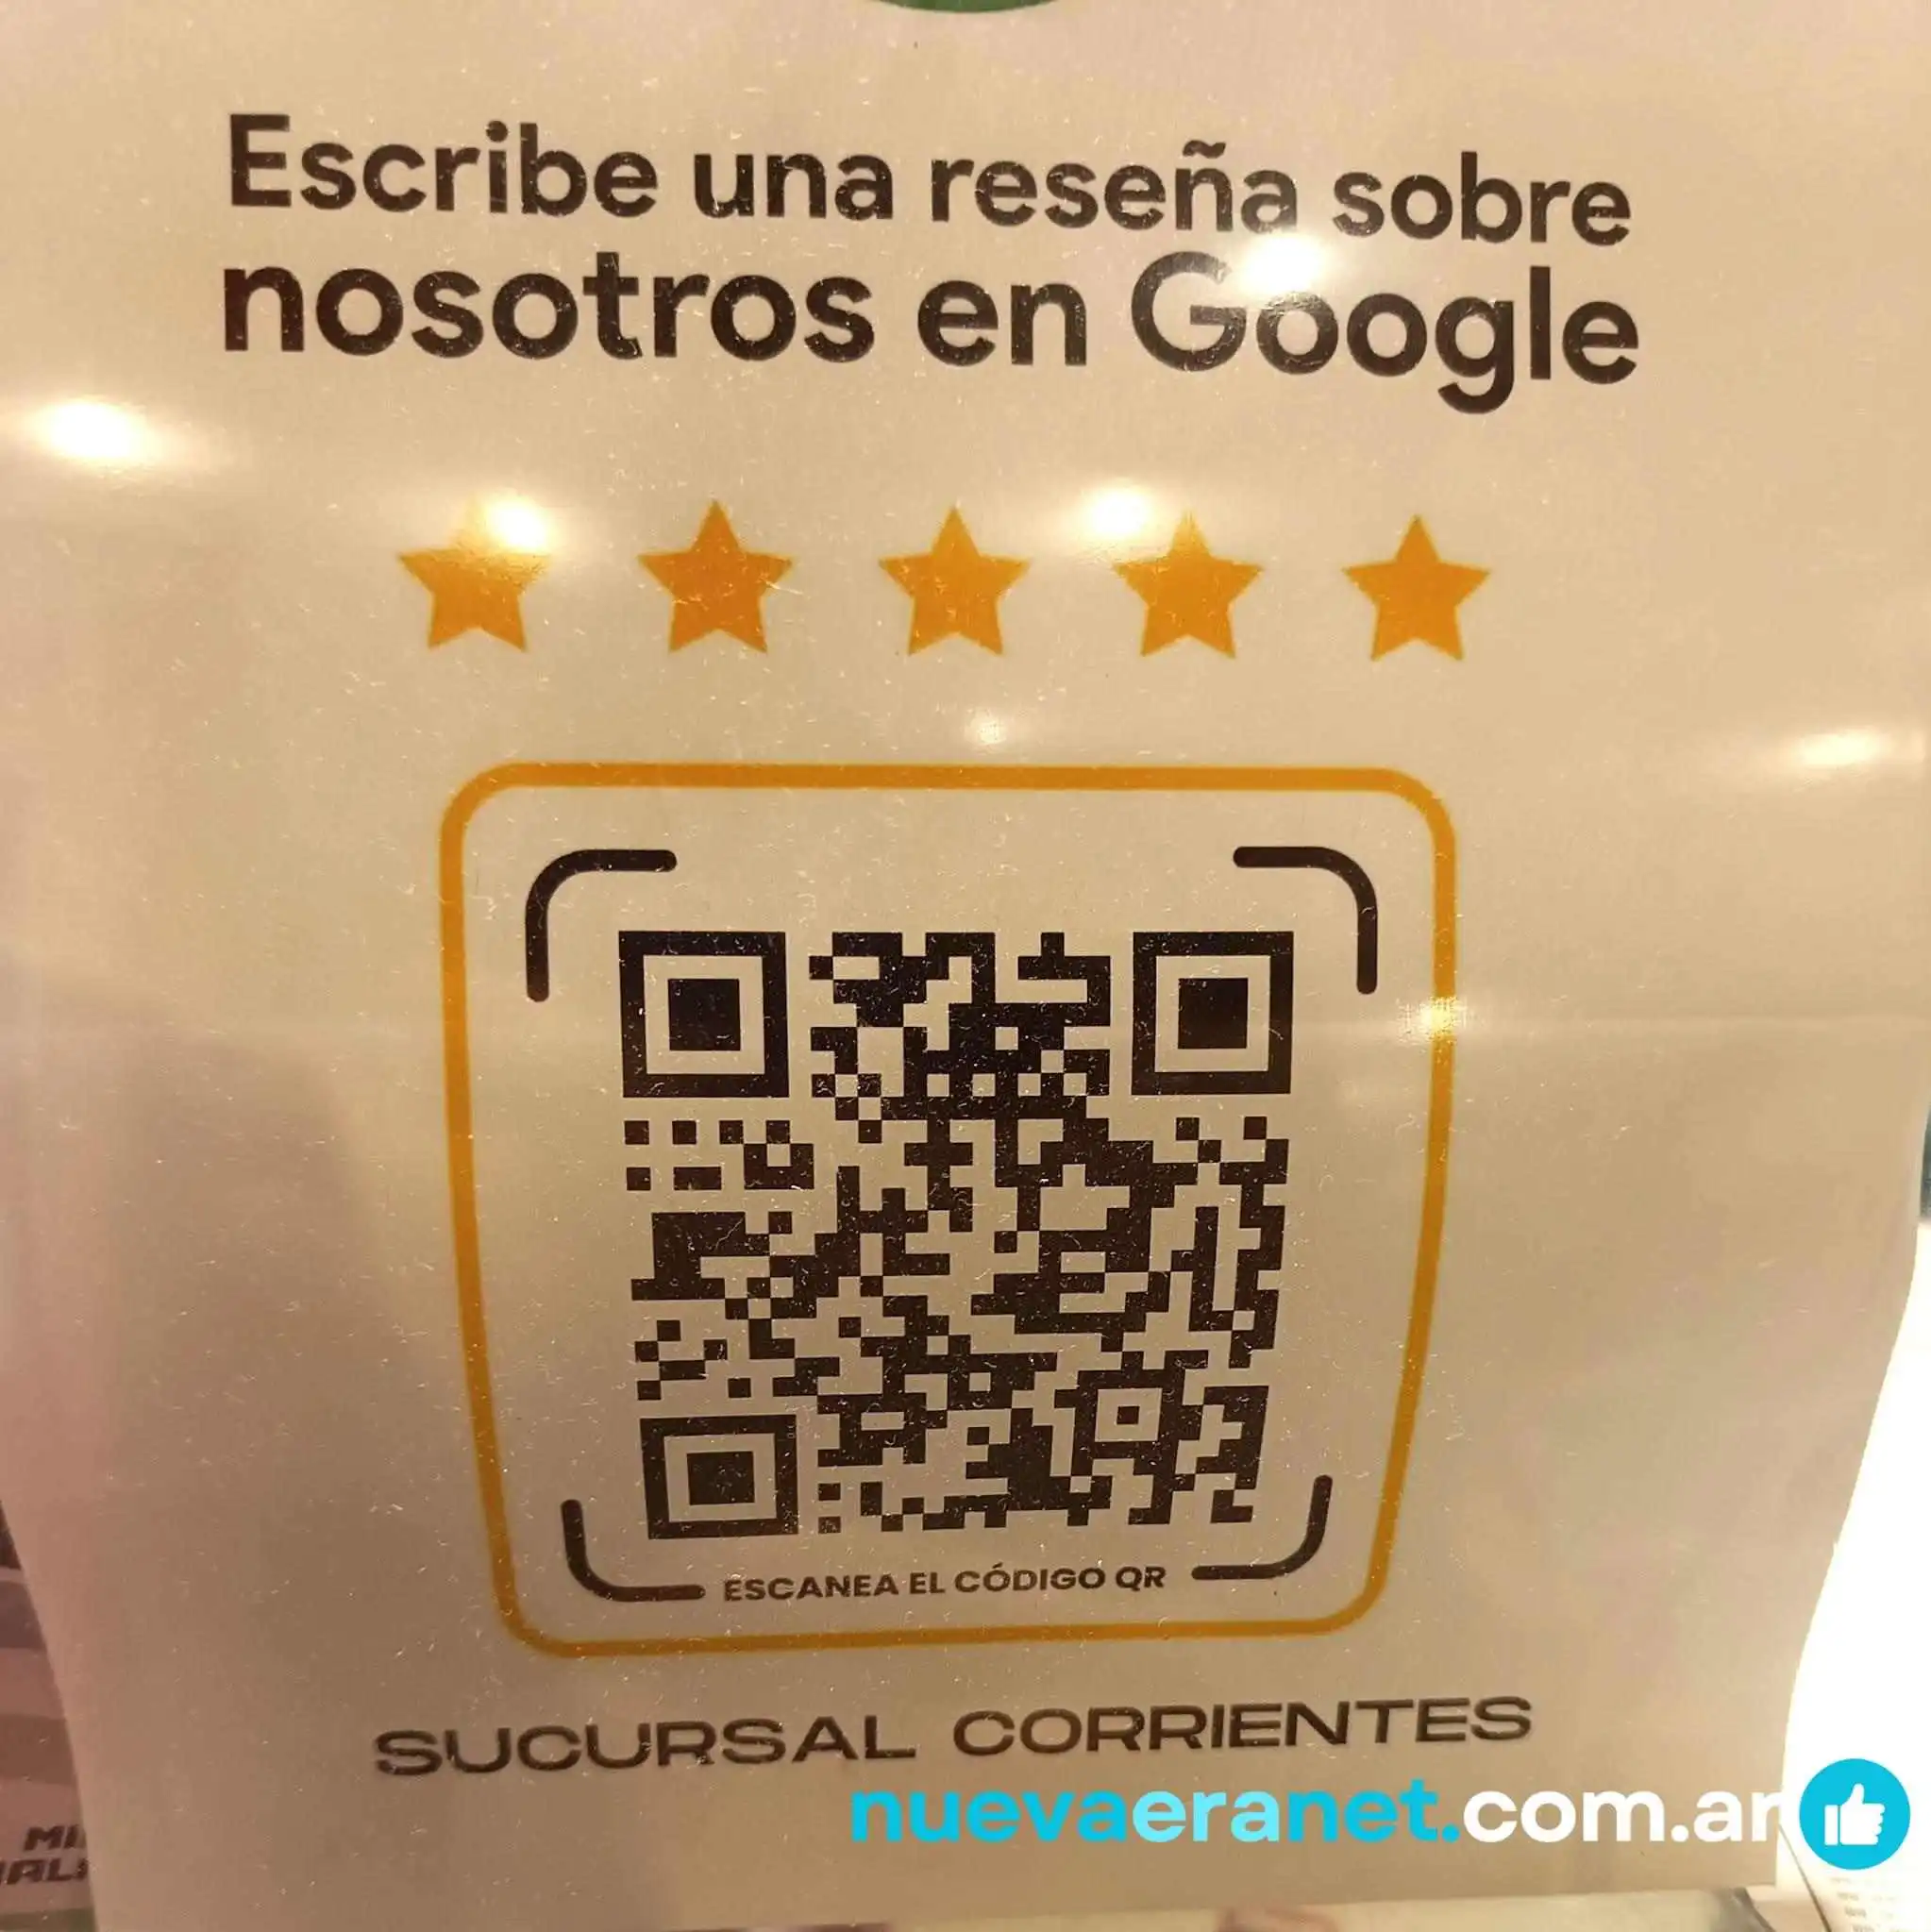 Escribe una reseña sobre
nosotros en Google
ESCANEA EL CÓDIGO QR
SUCURSAL CORRIENTES
nuevaeranet.com.ar